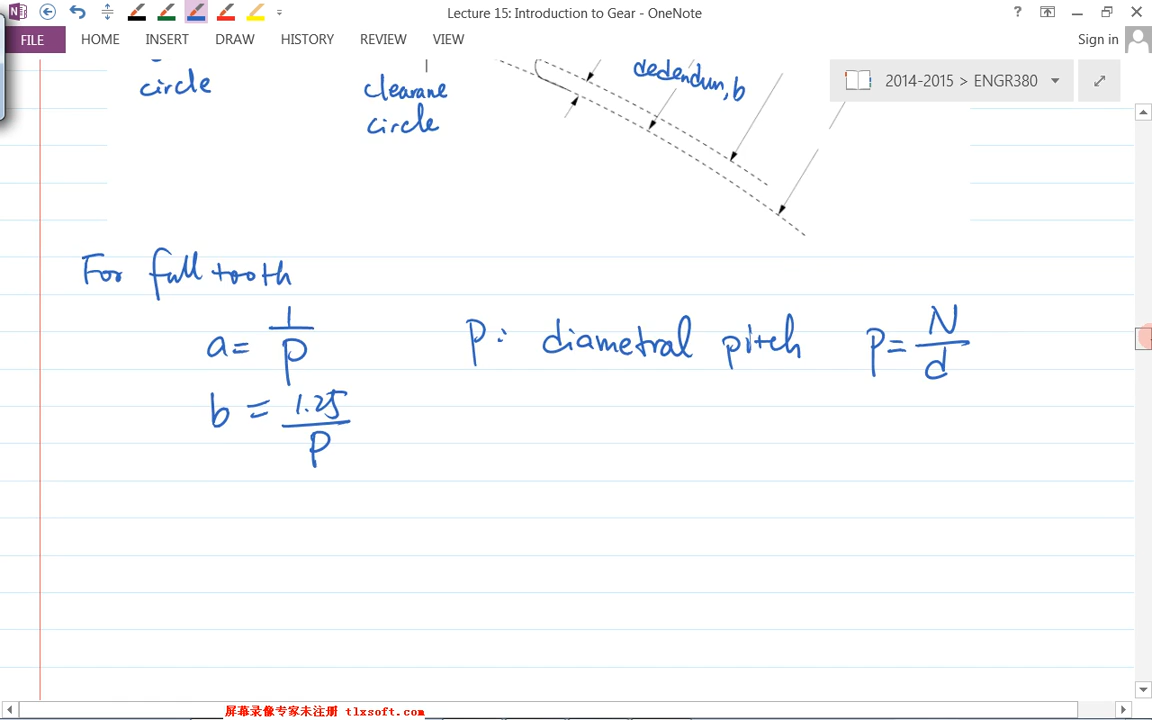 Lecture 15: Introduction to Gear - OneNote
FILE HOME INSERT DRAW HISTORY REVIEW VIEW
Sign in
2014-2015 > ENGR380
circle
clearane
circle
dedendun, b
For full tooth
a = 1/P
P: diametral pitch P = N/d
b = 1.25/P
屏幕录像专家未注册 tlxsoft.com